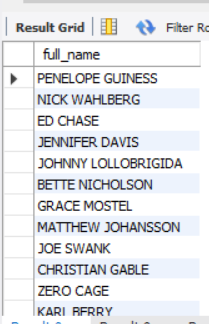 Result Grid Filter Ro
full_name
PENELOPE GUINESS
NICK WAHLBERG
ED CHASE
JENNIFER DAVIS
JOHNNY LOLLOBRIGIDA
BETTE NICHOLSON
GRACE MOSTEL
MATTHEW JOHANSSON
JOE SWANK
CHRISTIAN GABLE
ZERO CAGE
KARL BERRY